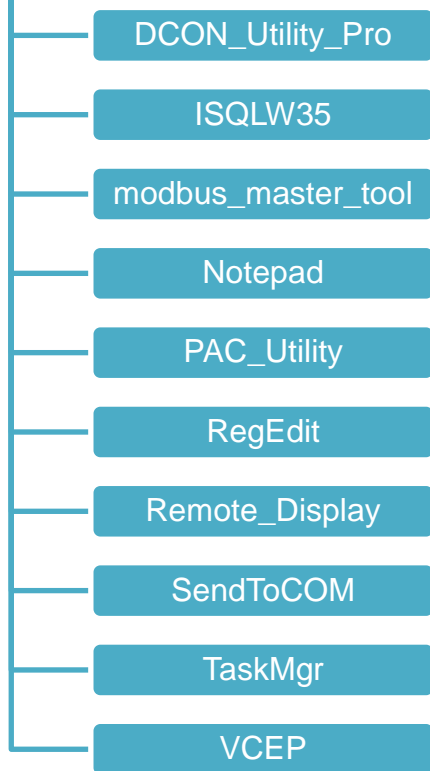 DCON_Utility_Pro
ISQLW35
modbus_master_tool
Notepad
PAC_Utility
RegEdit
Remote_Display
SendToCOM
TaskMgr
VCEP